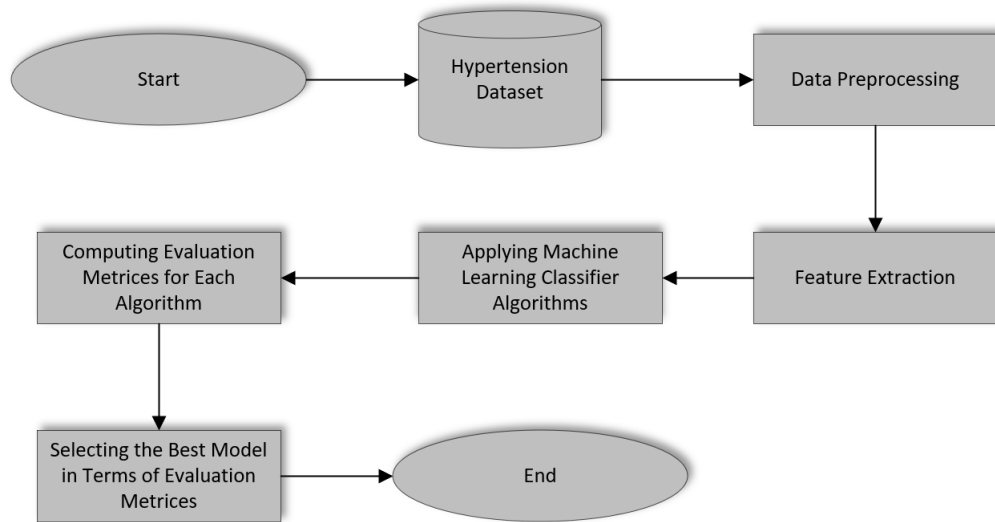 Start
Hypertension
Dataset
Data Preprocessing
Feature Extraction
Applying Machine
Learning Classifier
Algorithms
Computing Evaluation
Metrices for Each
Algorithm
Selecting the Best Model
in Terms of Evaluation
Metrices
End